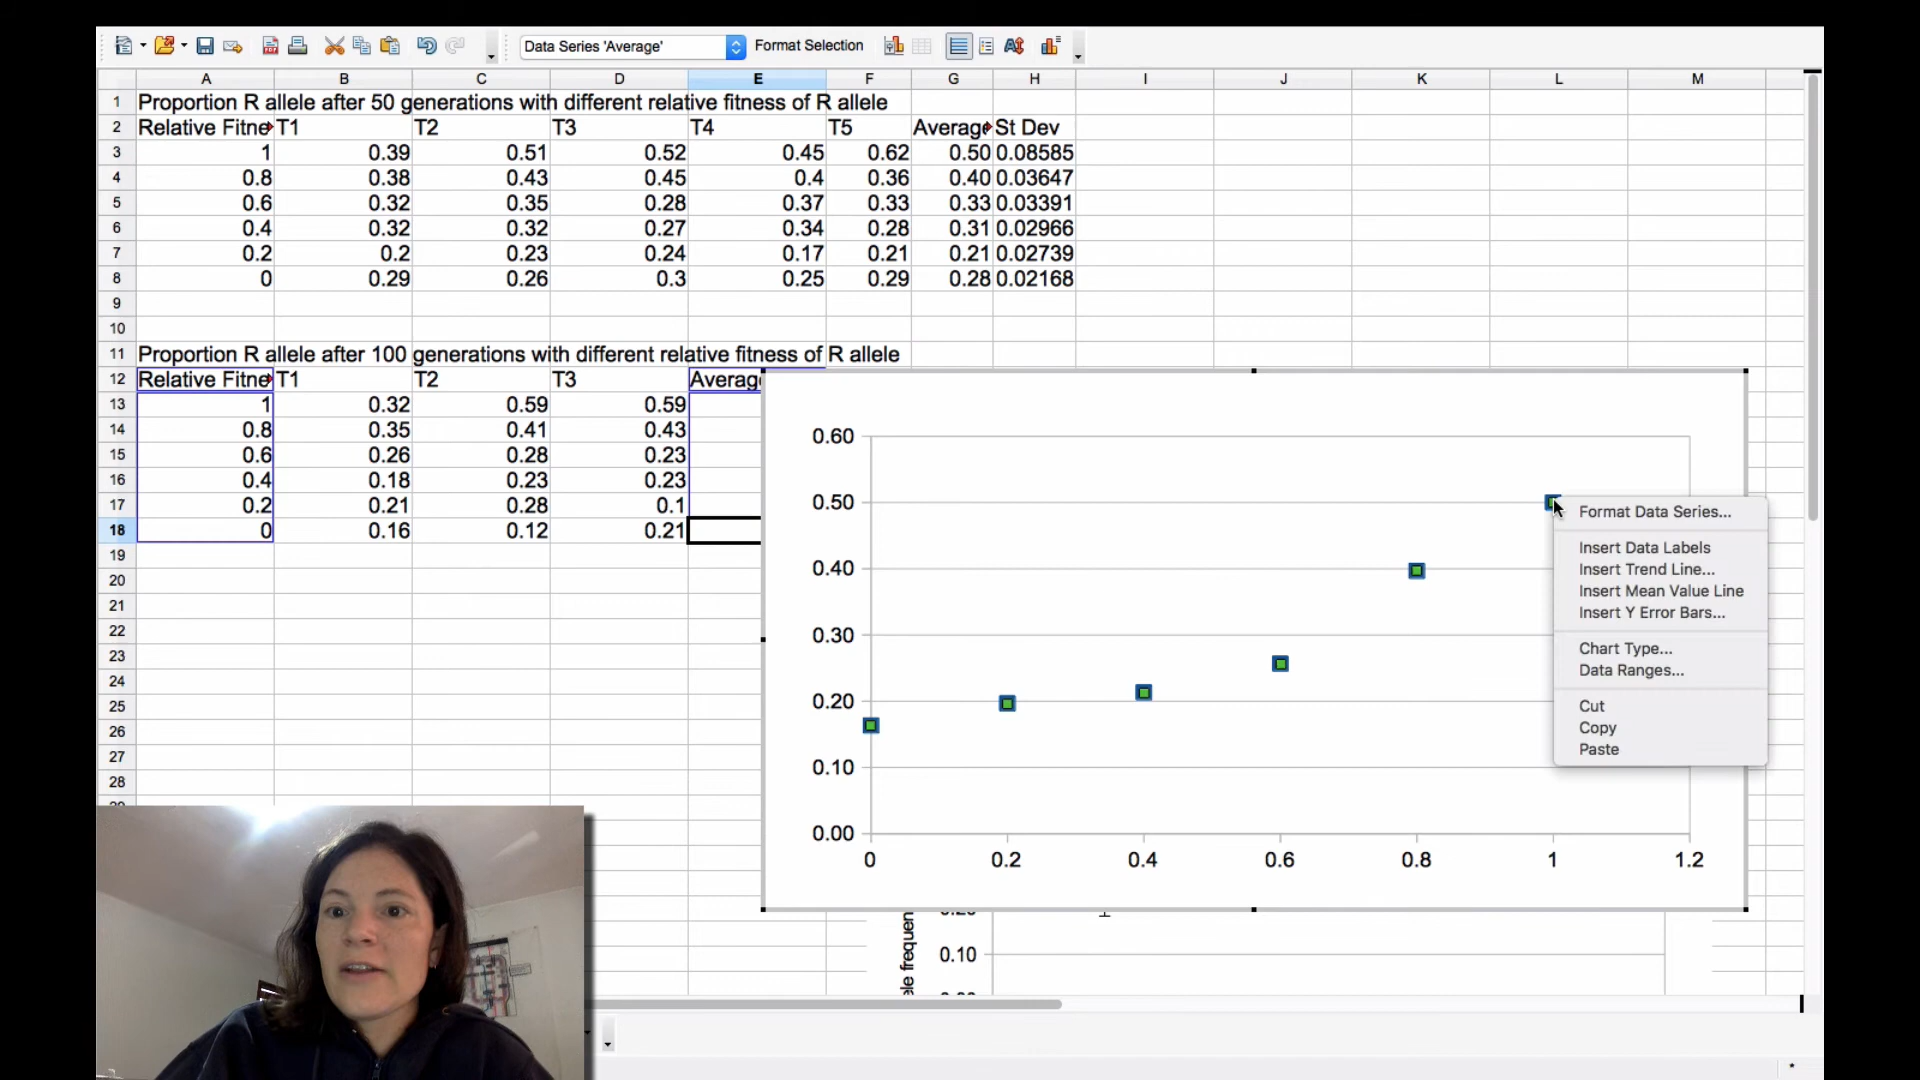 Data Series 'Average' Format Selection
A B C D E F G H I J K L M
1 Proportion R allele after 50 generations with different relative fitness of R allele
2 Relative Fitne T1 T2 T3 T4 T5 Average St Dev
3 1 0.39 0.51 0.52 0.45 0.62 0.50 0.08585
4 0.8 0.38 0.43 0.45 0.4 0.36 0.40 0.03647
5 0.6 0.32 0.35 0.28 0.37 0.33 0.33 0.03391
6 0.4 0.32 0.32 0.27 0.34 0.28 0.31 0.02966
7 0.2 0.2 0.23 0.24 0.17 0.21 0.21 0.02739
8 0 0.29 0.26 0.3 0.25 0.29 0.28 0.02168
9
10
11 Proportion R allele after 100 generations with different relative fitness of R allele
12 Relative Fitne T1 T2 T3 Average
13 1 0.32 0.59 0.59
14 0.8 0.35 0.41 0.43
15 0.6 0.26 0.28 0.23
16 0.4 0.18 0.23 0.23
17 0.2 0.21 0.28 0.1
18 0 0.16 0.12 0.21
19
20
21
22
23
24
25
26
27
28
0.60
0.50
0.40
0.30
0.20
0.10
0.00
0 0.2 0.4 0.6 0.8 1 1.2
Format Data Series...
Insert Data Labels
Insert Trend Line...
Insert Mean Value Line
Insert Y Error Bars...
Chart Type...
Data Ranges...
Cut
Copy
Paste
ele frequen
0.10